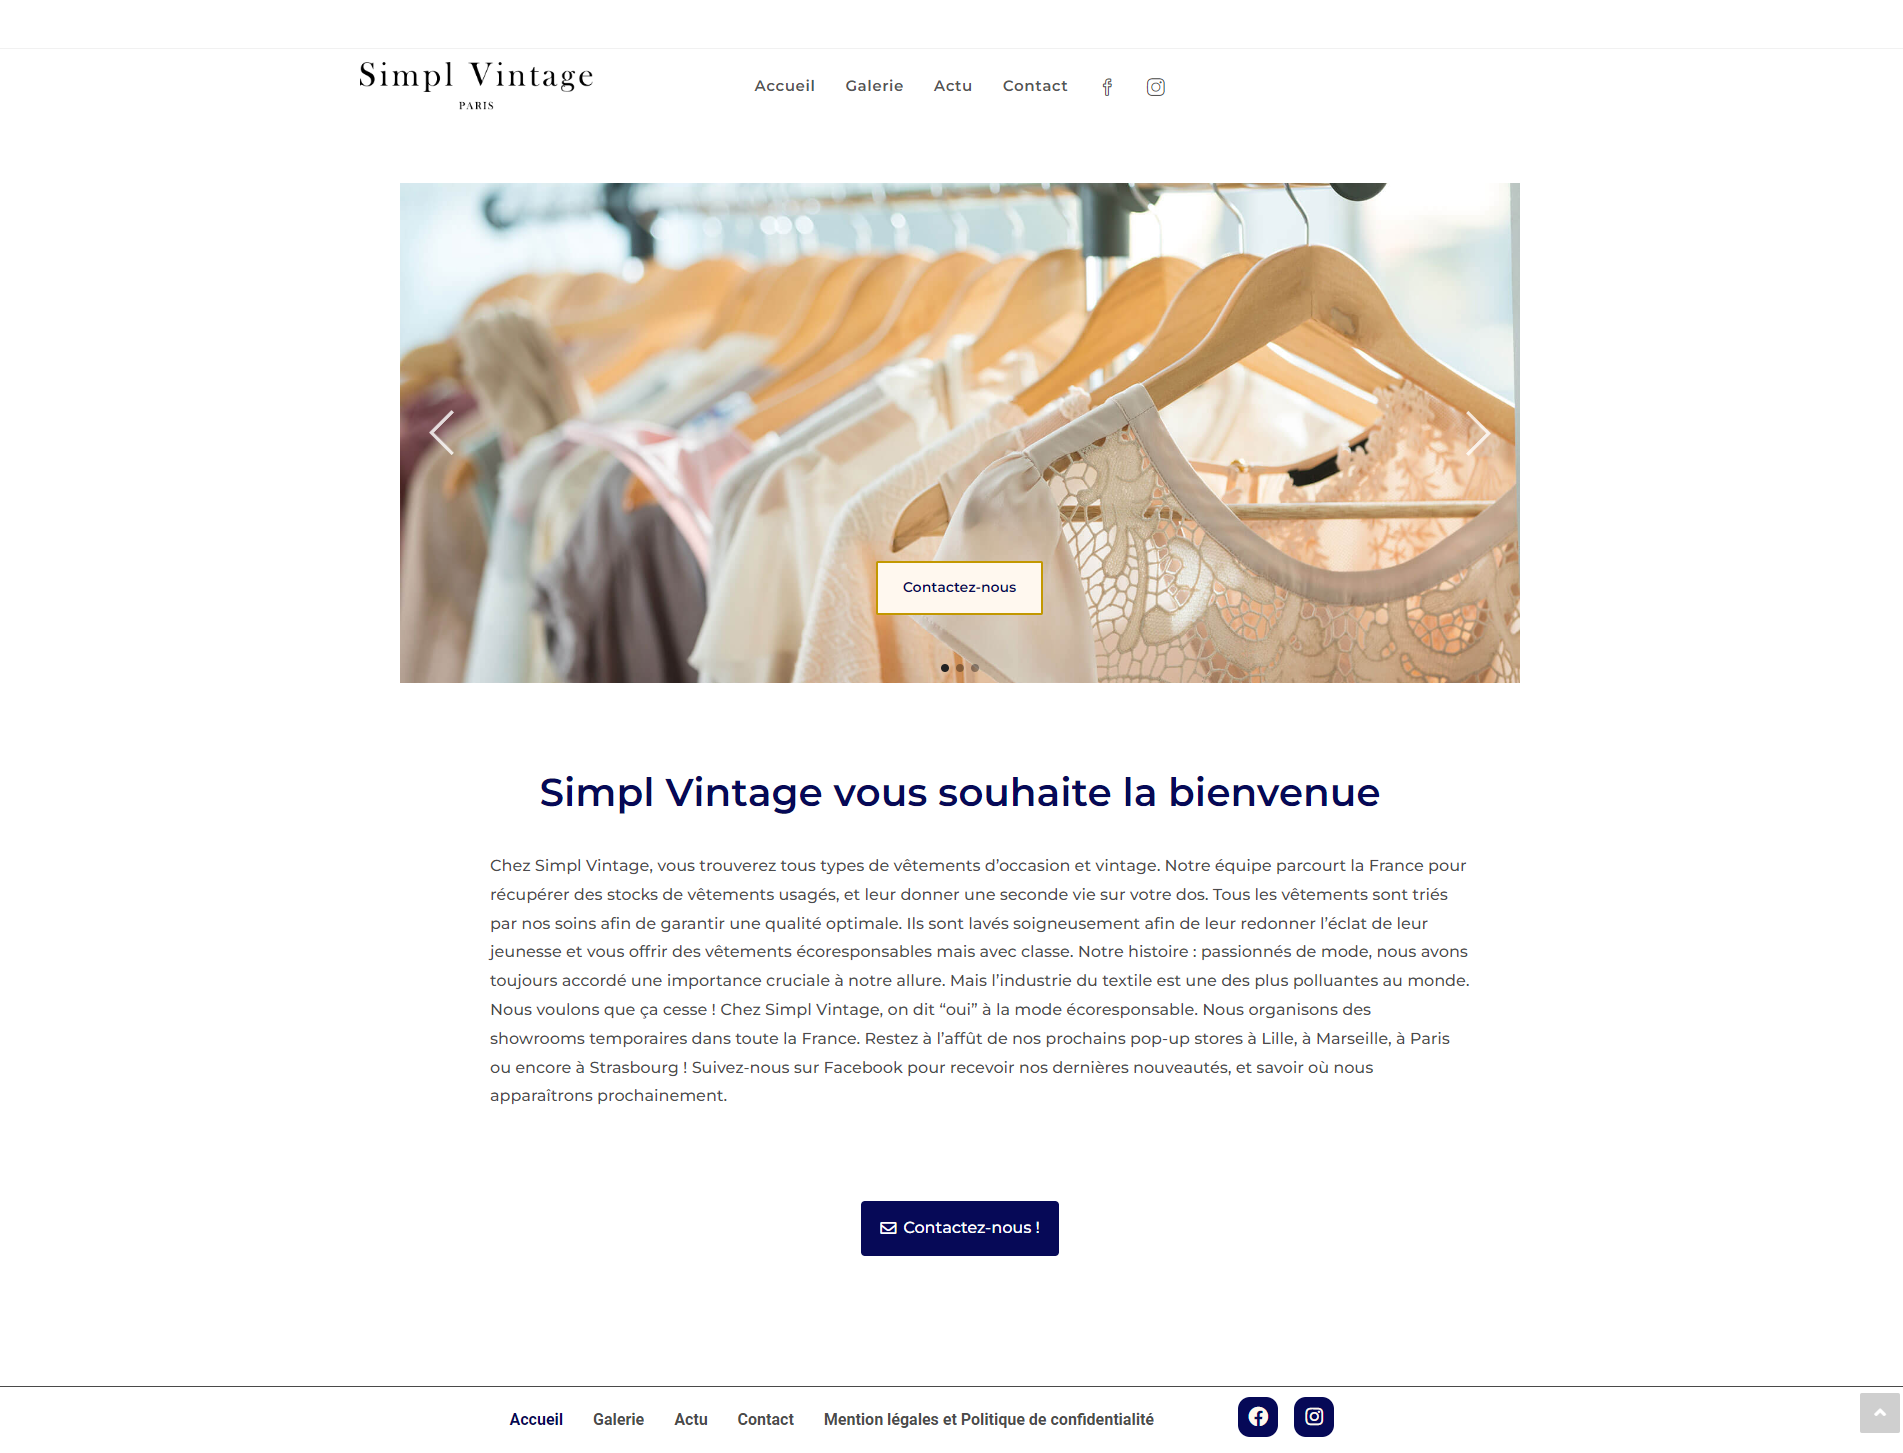 Simpl Vintage
PARIS
Accueil Galerie Actu Contact
Contactez-nous
Simpl Vintage vous souhaite la bienvenue
Chez Simpl Vintage, vous trouverez tous types de vêtements d’occasion et vintage. Notre équipe parcourt la France pour
récupérer des stocks de vêtements usagés, et leur donner une seconde vie sur votre dos. Tous les vêtements sont triés
par nos soins afin de garantir une qualité optimale. Ils sont lavés soigneusement afin de leur redonner l’éclat de leur
jeunesse et vous offrir des vêtements écoresponsables mais avec classe. Notre histoire : passionnés de mode, nous avons
toujours accordé une importance cruciale à notre allure. Mais l’industrie du textile est une des plus polluantes au monde.
Nous voulons que ça cesse ! Chez Simpl Vintage, on dit “oui” à la mode écoresponsable. Nous organisons des
showrooms temporaires dans toute la France. Restez à l’affût de nos prochains pop-up stores à Lille, à Marseille, à Paris
ou encore à Strasbourg ! Suivez-nous sur Facebook pour recevoir nos dernières nouveautés, et savoir où nous
apparaîtrons prochainement.
Contactez-nous !
Accueil Galerie Actu Contact Mention légales et Politique de confidentialité